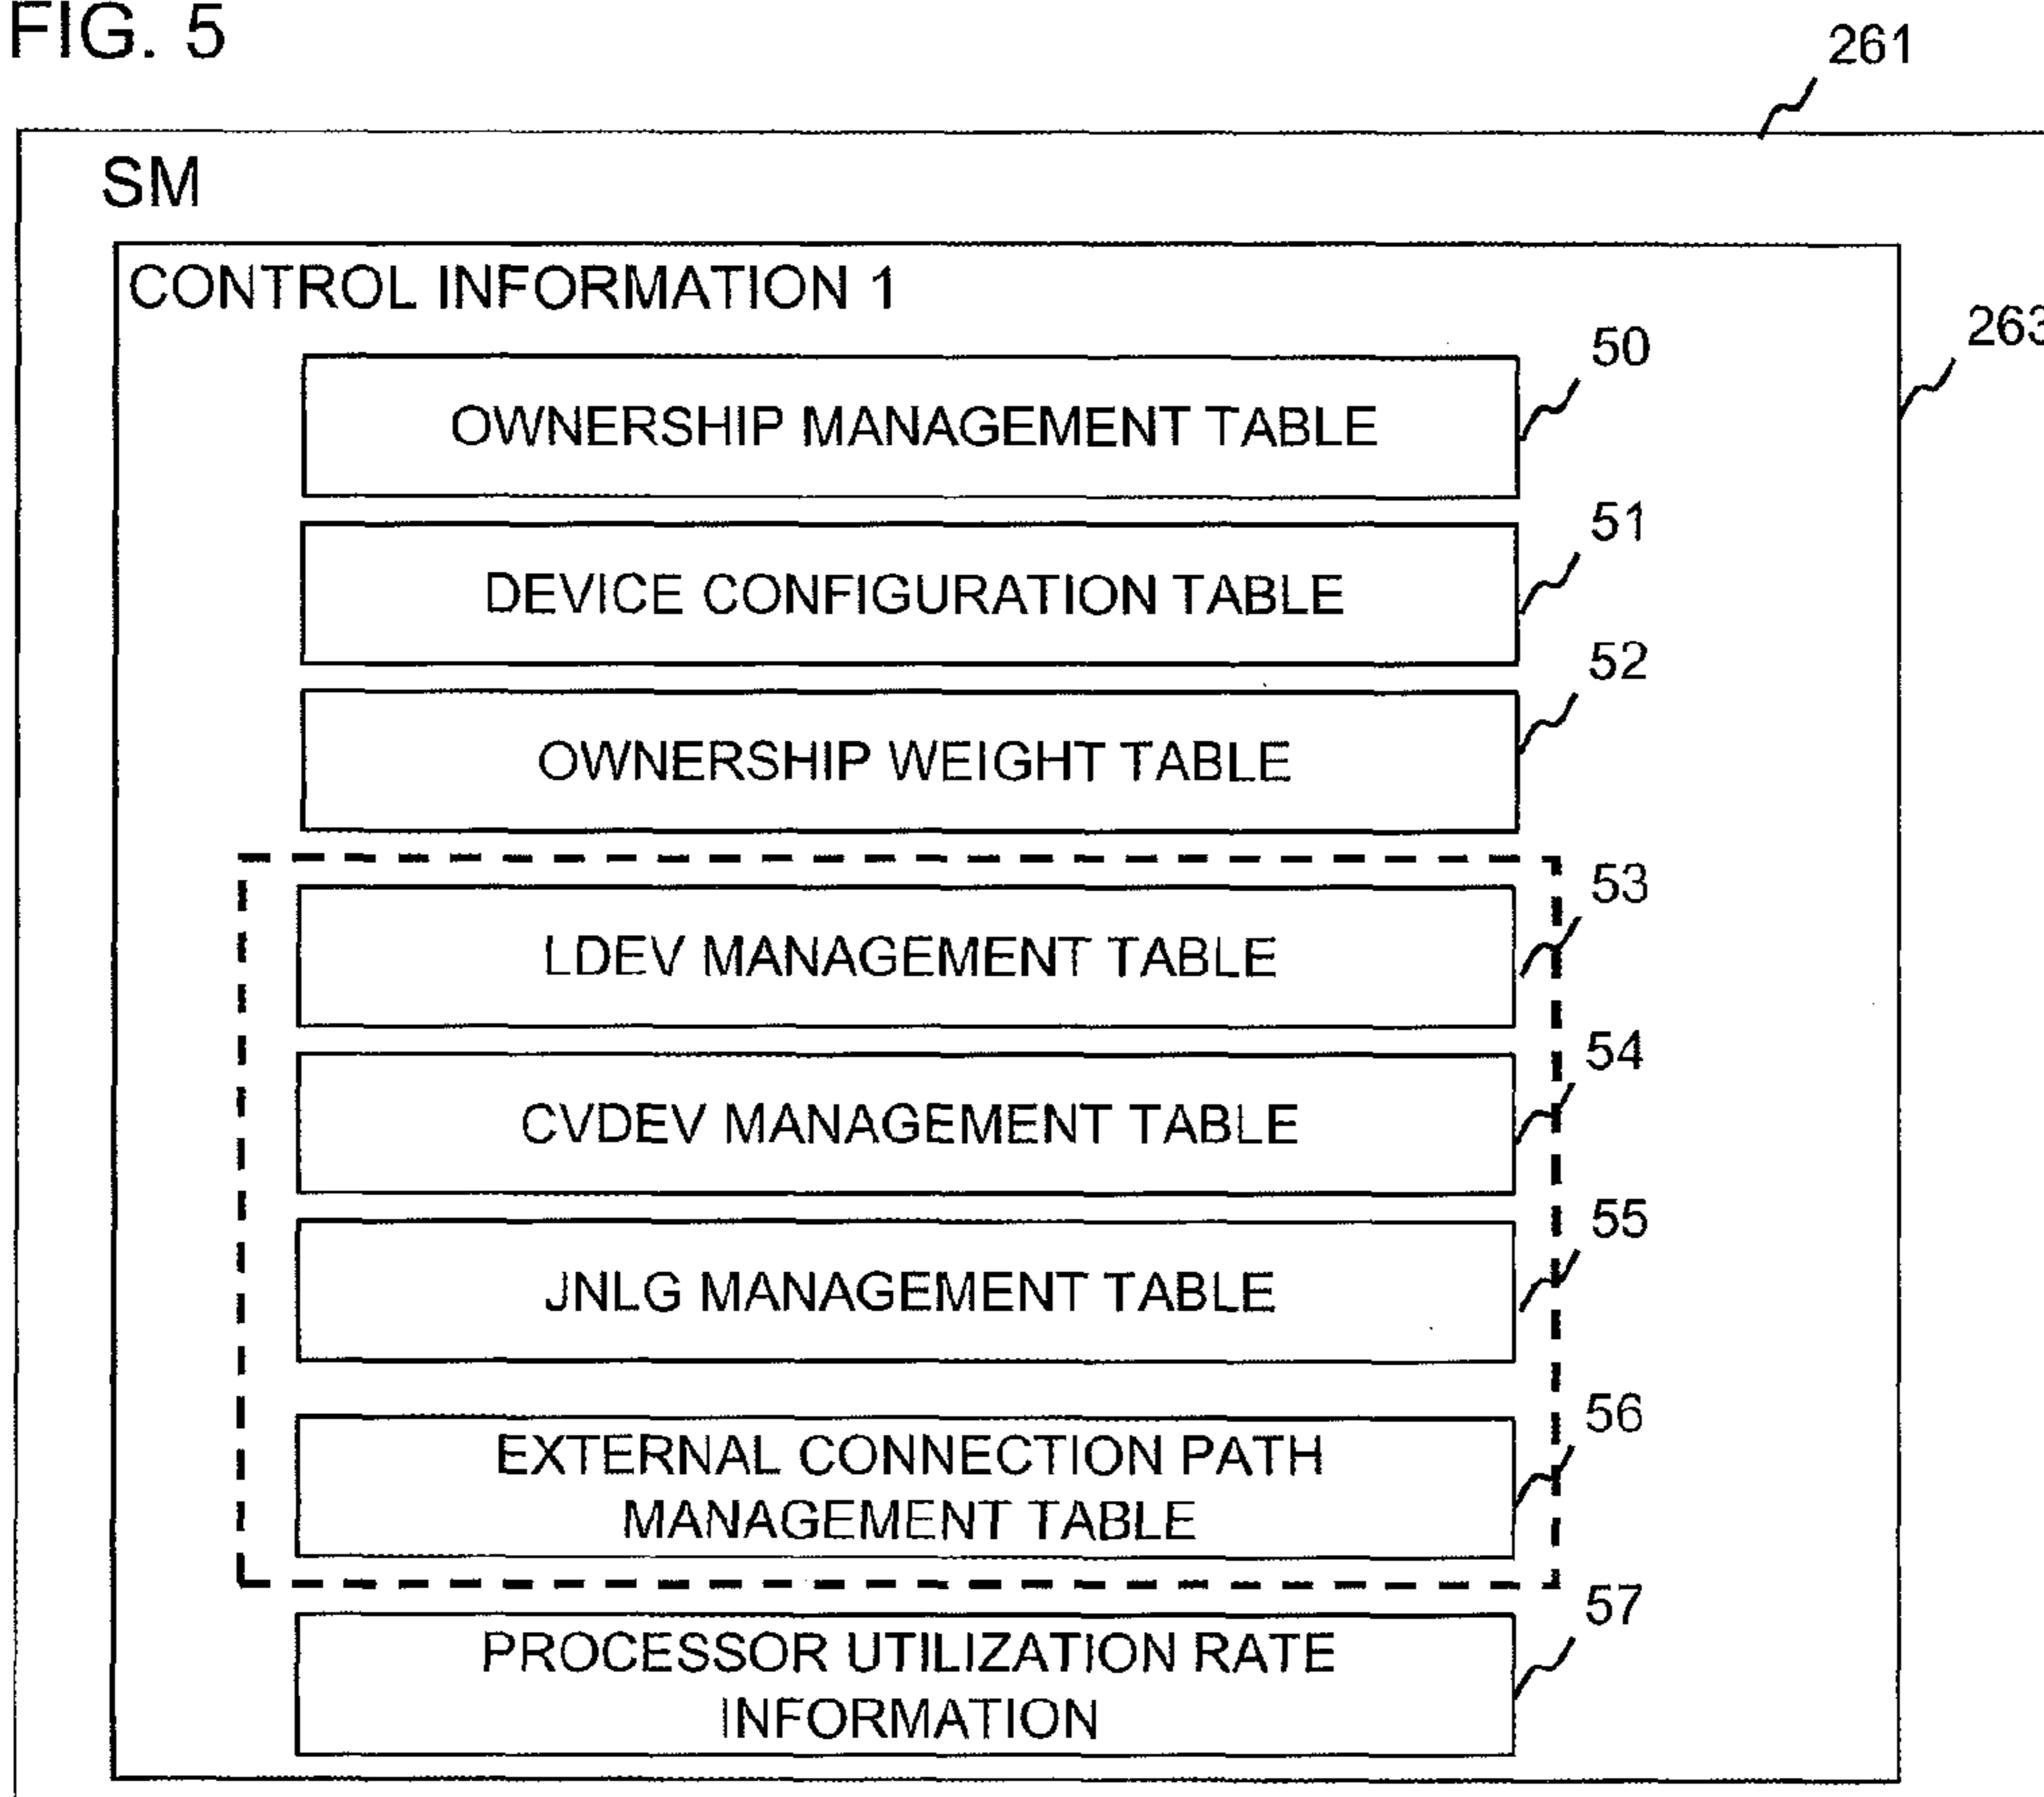 FIG. 5
261
SM
CONTROL INFORMATION 1
263
50
OWNERSHIP MANAGEMENT TABLE
51
DEVICE CONFIGURATION TABLE
52
OWNERSHIP WEIGHT TABLE
53
LDEV MANAGEMENT TABLE
54
CVDEV MANAGEMENT TABLE
55
JNLG MANAGEMENT TABLE
56
EXTERNAL CONNECTION PATH
MANAGEMENT TABLE
57
PROCESSOR UTILIZATION RATE
INFORMATION